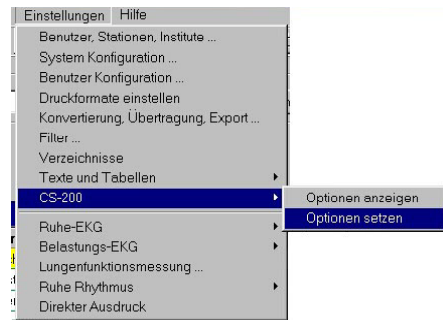 Einstellungen Hilfe
Benutzer, Stationen, Institute ...
System Konfiguration ...
Benutzer Konfiguration ...
Druckformate einstellen
Konvertierung, Übertragung, Export ...
Filter ...
Verzeichnisse
Texte und Tabellen
CS-200
Optionen anzeigen
Optionen setzen
Ruhe-EKG
Belastungs-EKG
Lungenfunktionsmessung ...
Ruhe Rhythmus
Direkter Ausdruck